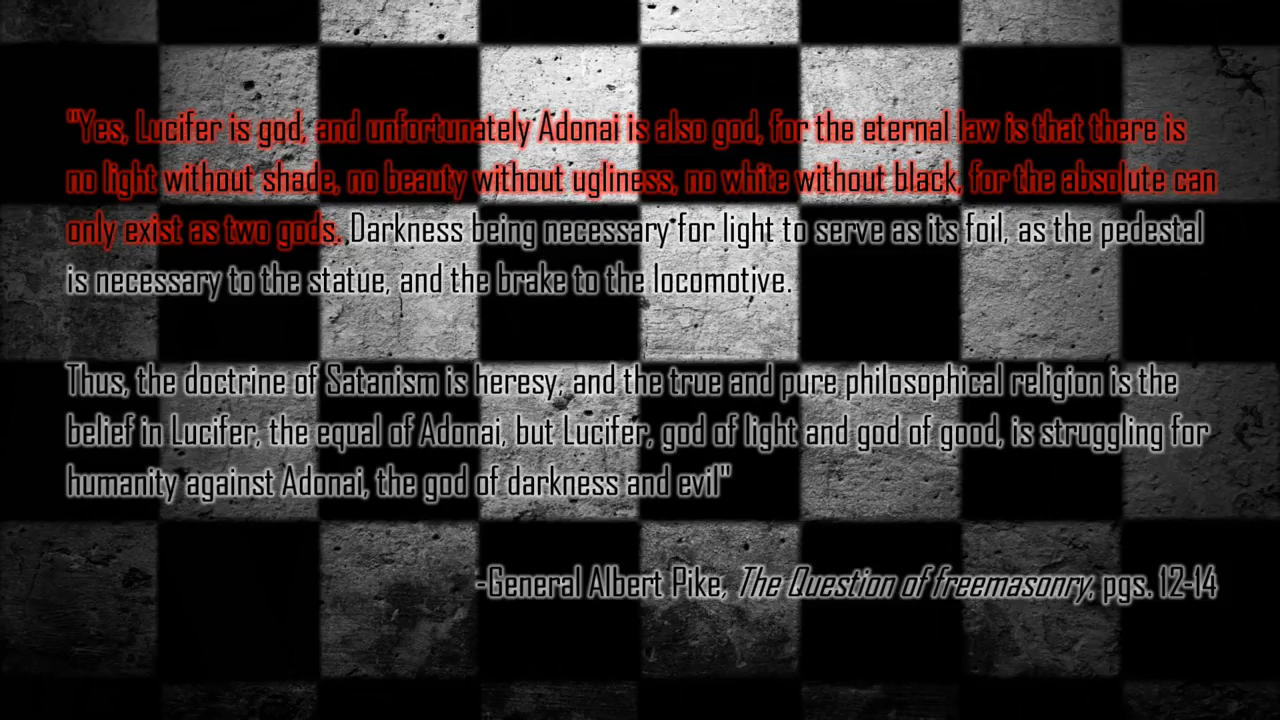 "Yes, Lucifer is god, and unfortunately Adonai is also god, for the eternal law is that there is
no light without shade, no beauty without ugliness, no white without black, for the absolute can
only exist as two gods. Darkness being necessary for light to serve as its foil, as the pedestal
is necessary to the statue, and the brake to the locomotive.
Thus, the doctrine of Satanism is heresy; and the true and pure philosophical religion is the
belief in Lucifer, the equal of Adonai, but Lucifer, god of light and god of good, is struggling for
humanity against Adonai, the god of darkness and evil"
-General Albert Pike, The Question of freemasonry, pgs. 12-14